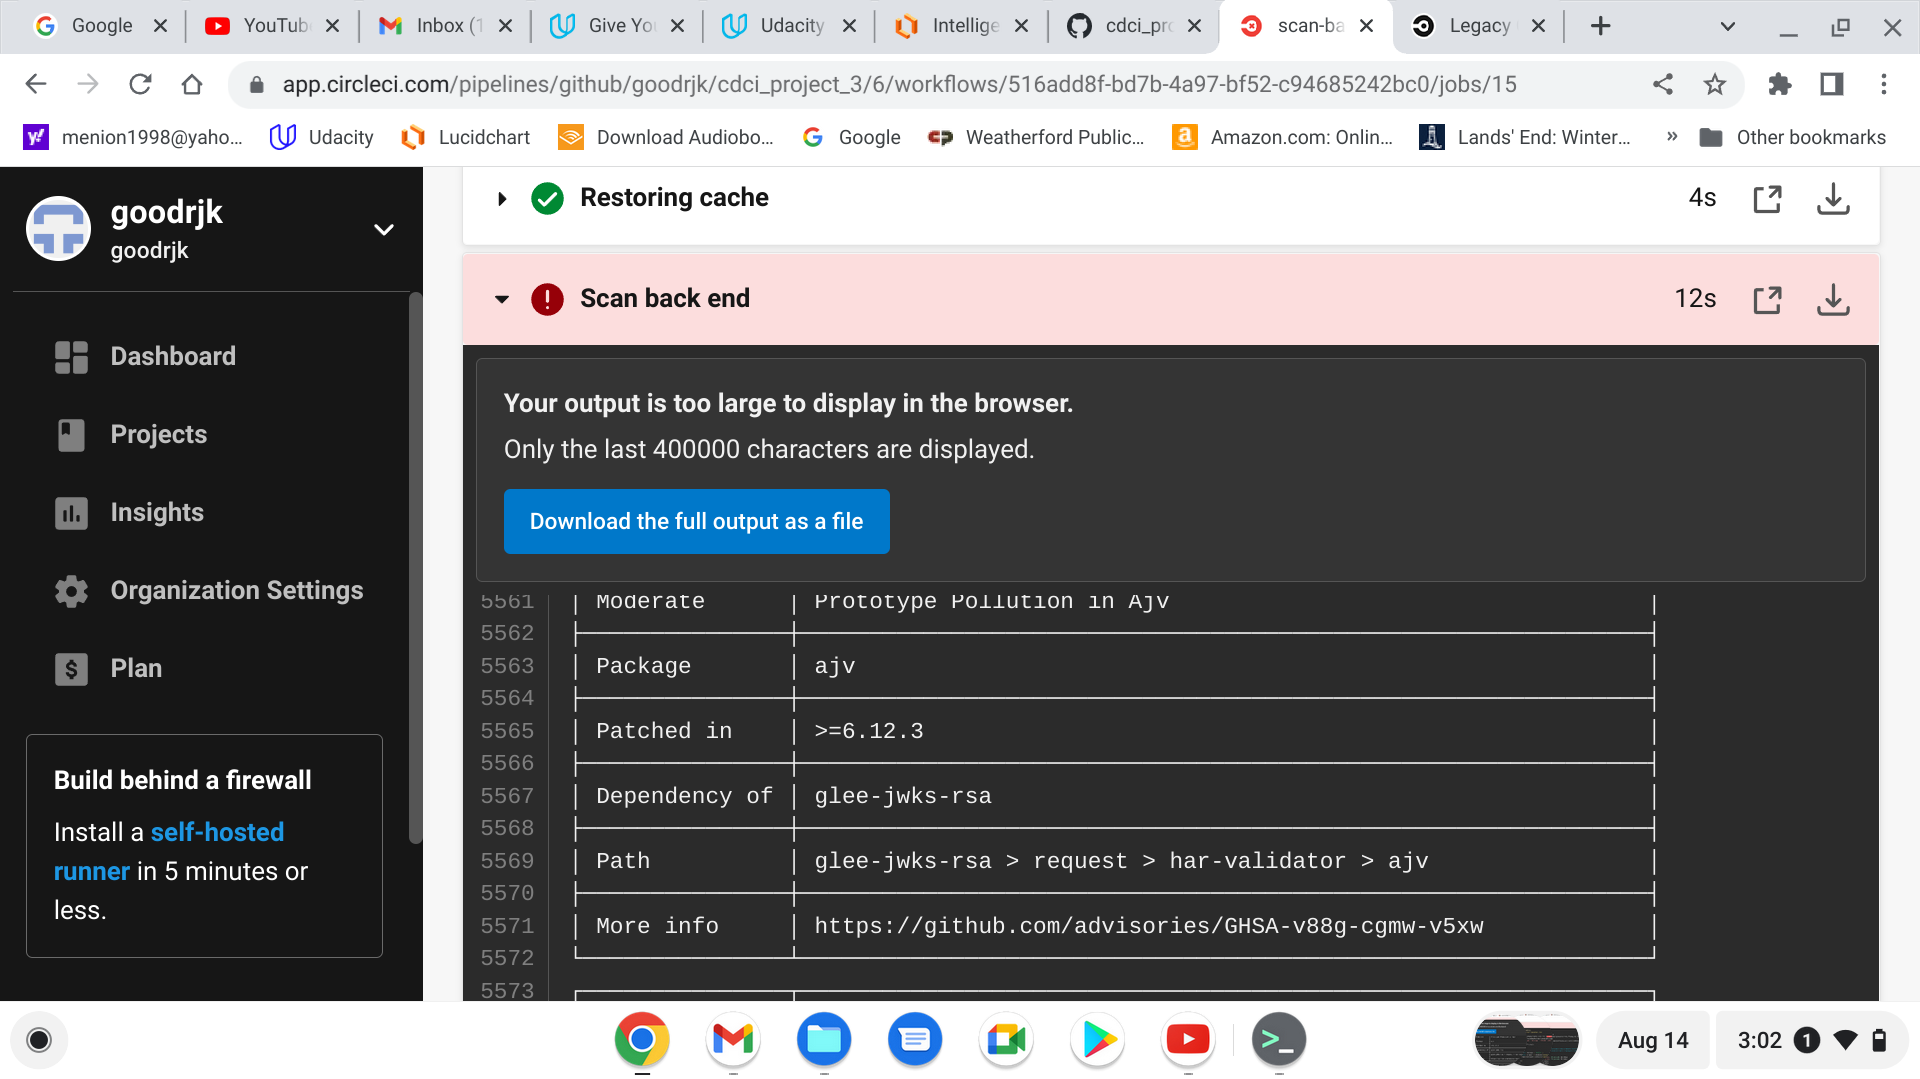 Google
YouTub
Inbox (1
Give Yo
Udacity
Intellige
cdci_pro
scan-ba
Legacy
app.circleci.com/pipelines/github/goodrjk/cdci_project_3/6/workflows/516add8f-bd7b-4a97-bf52-c94685242bc0/jobs/15
menion1998@yaho...
Udacity
Lucidchart
Download Audiobo...
Google
Weatherford Public...
Amazon.com: Onlin...
Lands' End: Winter...
»
Other bookmarks
goodrjk
goodrjk
Dashboard
Projects
Insights
Organization Settings
Plan
Build behind a firewall
Install a self-hosted
runner in 5 minutes or
less.
Restoring cache 4s
Scan back end 12s
Your output is too large to display in the browser.
Only the last 400000 characters are displayed.
Download the full output as a file
5561 | Moderate | Prototype Pollution in Ajv |
5562
5563 | Package | ajv |
5564
5565 | Patched in | >=6.12.3 |
5566
5567 | Dependency of | glee-jwks-rsa |
5568
5569 | Path | glee-jwks-rsa > request > har-validator > ajv |
5570
5571 | More info | https://github.com/advisories/GHSA-v88g-cgmw-v5xw |
5572
5573
Aug 14
3:02 1